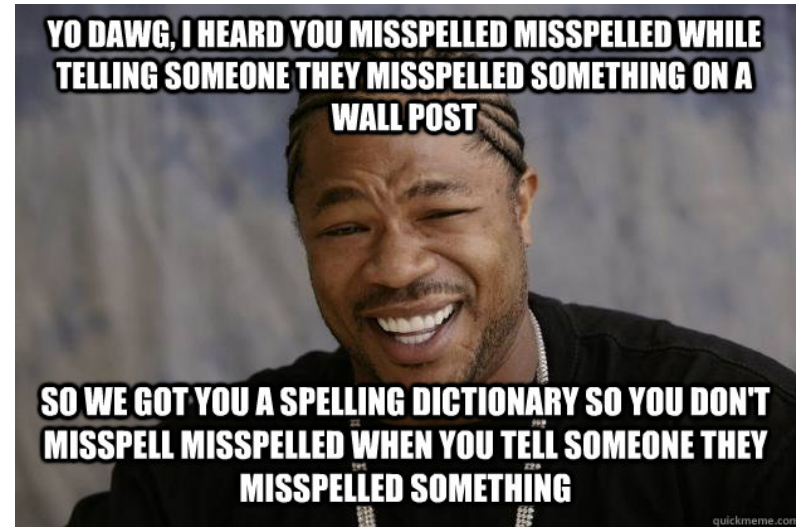 YO DAWG, I HEARD YOU MISSPELLED MISSPELLED WHILE
TELLING SOMEONE THEY MISSPELLED SOMETHING ON A
WALL POST
SO WE GOT YOU A SPELLING DICTIONARY SO YOU DON'T
MISSPELL MISSPELLED WHEN YOU TELL SOMEONE THEY
MISSPELLED SOMETHING
quickmeme.com